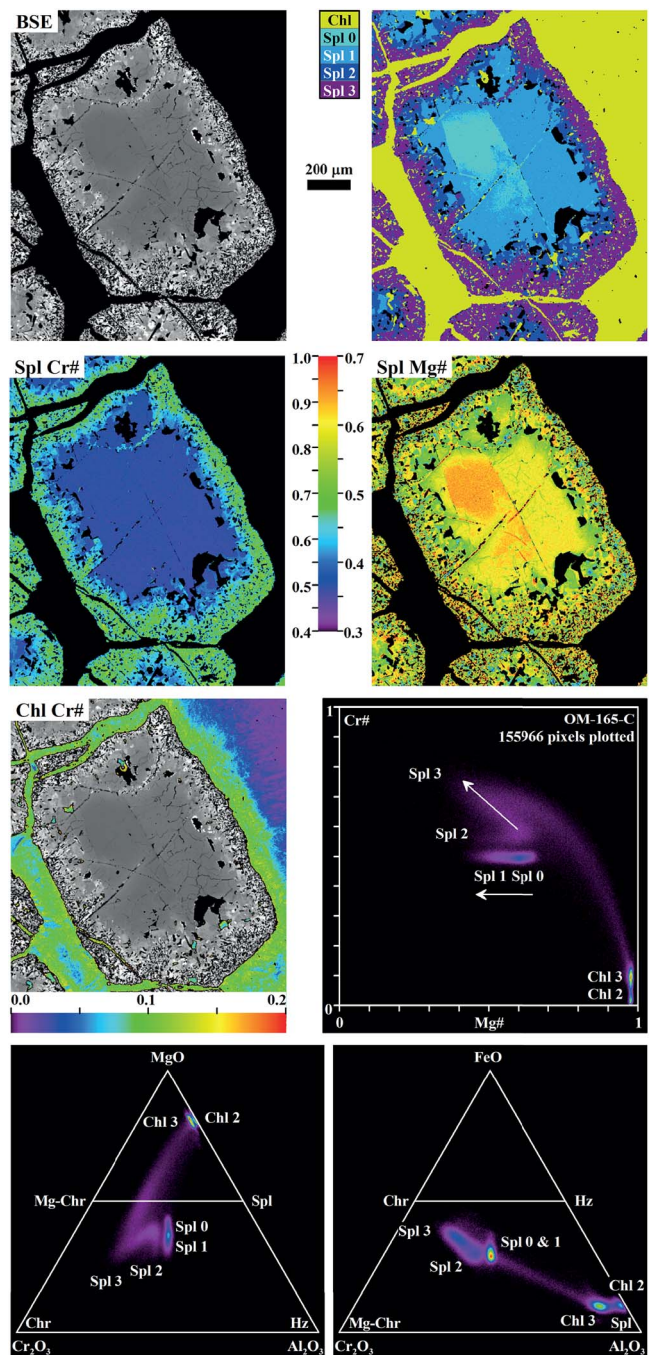 BSE
Chl
Spl 0
Spl 1
Spl 2
Spl 3
200 μm
Spl Cr#
1.0 0.7
0.9
0.8 0.6
0.7 0.5
0.6
0.5 0.4
0.4 0.3
Spl Mg#
Chl Cr#
0.0 0.1 0.2
1
Cr#
OM-165-C
155966 pixels plotted
Spl 3
Spl 2
Spl 1 Spl 0
Chl 3
Chl 2
0
0 Mg# 1
MgO
Chl 3 Chl 2
Mg-Chr Spl
Spl 0
Spl 1
Spl 2
Spl 3
Chr Hz
Cr₂O₃ Al₂O₃
FeO
Chr Hz
Spl 3 Spl 0 & 1
Spl 2
Chl 2
Chl 3
Mg-Chr Spl
Cr₂O₃ Al₂O₃